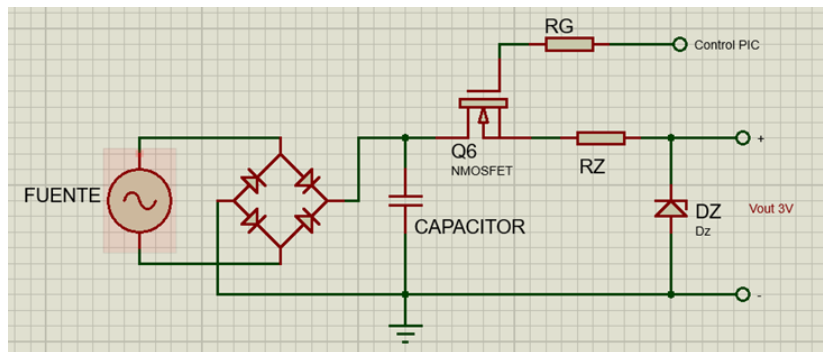 RG
Control PIC
Q6
NMOSFET
RZ
FUENTE
DZ
Dz
Vout 3V
CAPACITOR
+
-